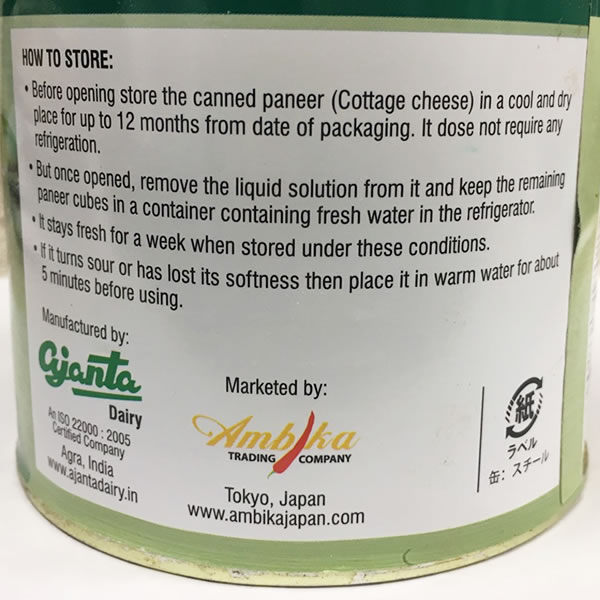 HOW TO STORE:
• Before opening store the canned paneer (Cottage cheese) in a cool and dry
place for up to 12 months from date of packaging. It dose not require any
refrigeration.
• But once opened, remove the liquid solution from it and keep the remaining
paneer cubes in a container containing fresh water in the refrigerator.
• It stays fresh for a week when stored under these conditions.
• If it turns sour or has lost its softness then place it in warm water for about
5 minutes before using.
Manufactured by:
Ajanta
Dairy
An ISO 22000 : 2005
Certified Company
Agra, India
www.ajantadairy.in
Marketed by:
Ambika
TRADING COMPANY
Tokyo, Japan
www.ambikajapan.com
紙
ラベル
缶：スチール